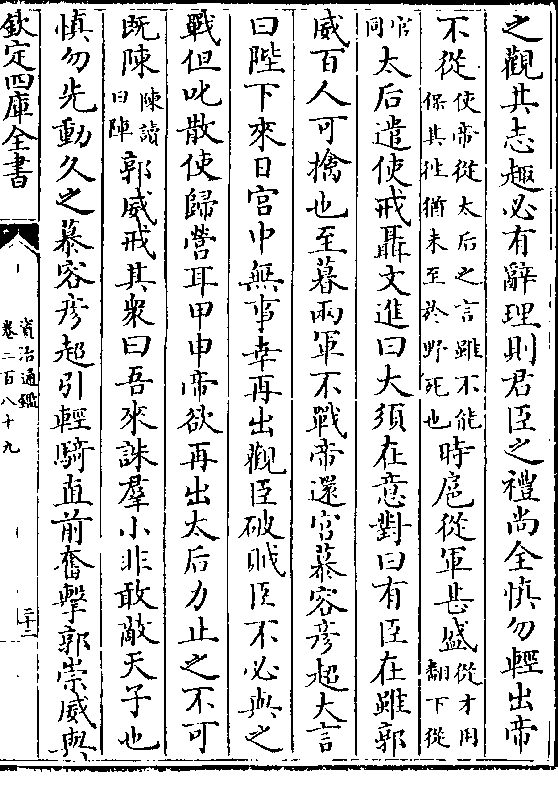 之觀其志趣必有辭理則君臣之禮尚全慎勿輕出帝
不從使帝從太后之言雖不能保其往猶未至於野死也時扈從軍甚盛從才用翻下從
官同太后遣使戒聶文進曰大須在意對曰有臣在雖郭
威百人可擒也至暮兩軍不戰帝還宫慕容彦超大言
曰陛下來日宫中無事幸再出觀臣破賊臣不必與之
戰但叱散使歸營耳甲申帝欲再出太后力止之不可
既陳陳讀曰陣郭威戒其衆曰吾來誅羣小非敢敵天子也
慎勿先動久之慕容彦超引輕騎直前奮擊郭崇威與
欽定四庫全書
資治通鑑
卷二百八十九
二十三